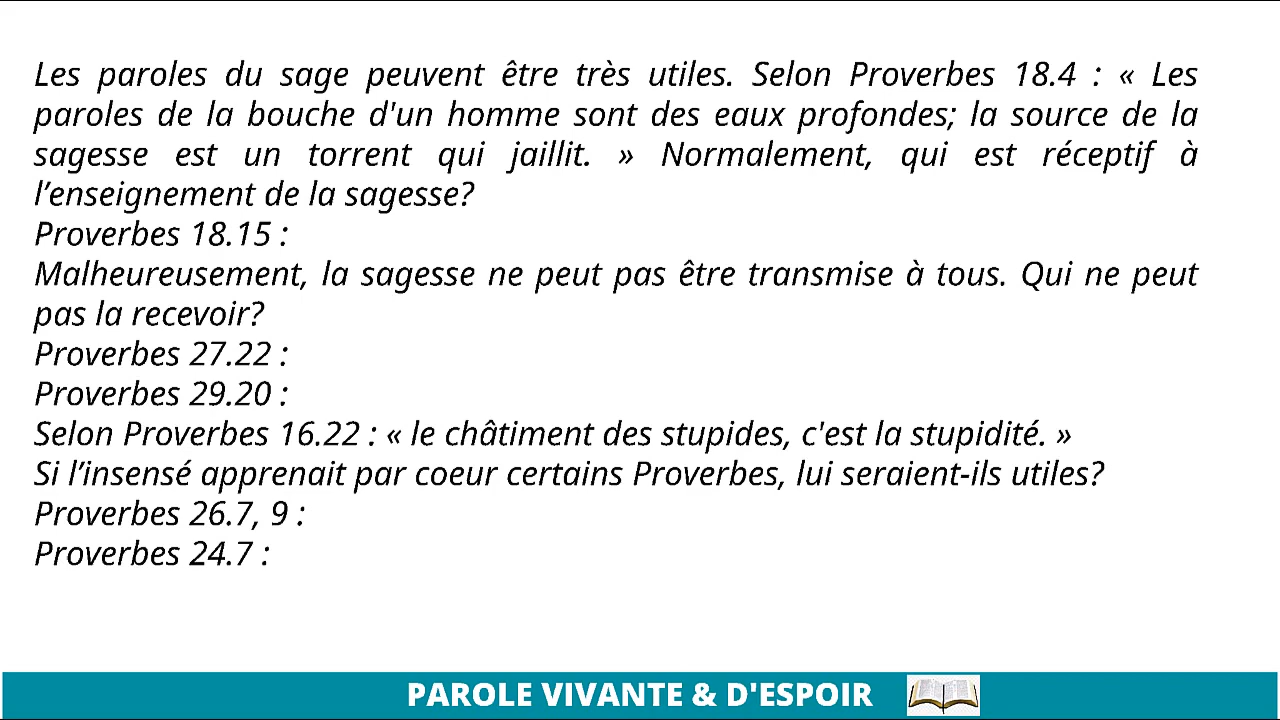 Les paroles du sage peuvent être très utiles. Selon Proverbes 18.4 : « Les
paroles de la bouche d'un homme sont des eaux profondes; la source de la
sagesse est un torrent qui jaillit. » Normalement, qui est réceptif à
l’enseignement de la sagesse?
Proverbes 18.15 :
Malheureusement, la sagesse ne peut pas être transmise à tous. Qui ne peut
pas la recevoir?
Proverbes 27.22 :
Proverbes 29.20 :
Selon Proverbes 16.22 : « le châtiment des stupides, c'est la stupidité. »
Si l’insensé apprenait par coeur certains Proverbes, lui seraient-ils utiles?
Proverbes 26.7, 9 :
Proverbes 24.7 :
PAROLE VIVANTE & D'ESPOIR